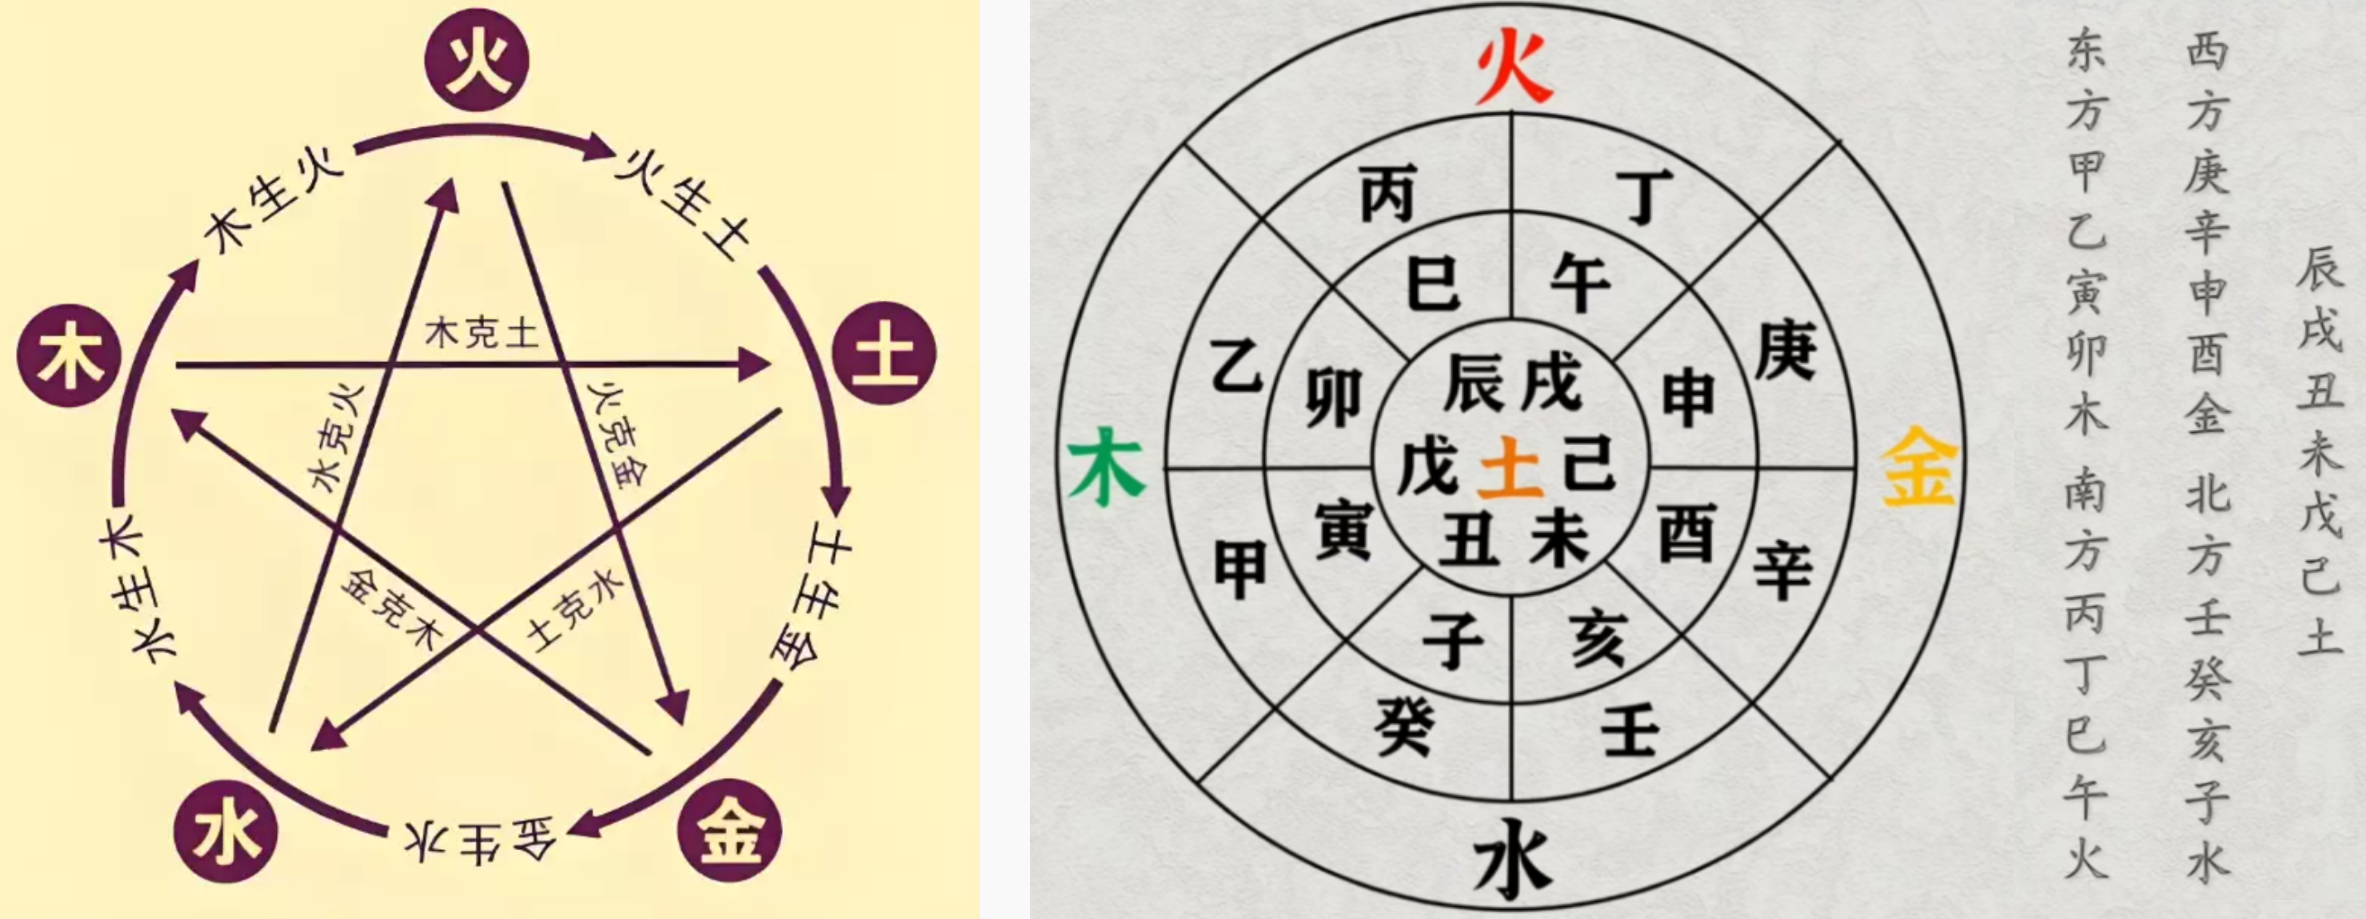 火
木生火
火生土
木
土
木克土
水克火
火克金
水生木
土生金
金克木
土克水
金生水
水
金
火
丙
丁
巳
午
乙
卯
申
庚
辰戌
木
戊土己
金
甲
寅
丑未
酉
辛
子
亥
癸
壬
水
东方甲乙寅卯木 南方丙丁巳午火
西方庚辛申酉金 北方壬癸亥子水
辰戌丑未戊己土